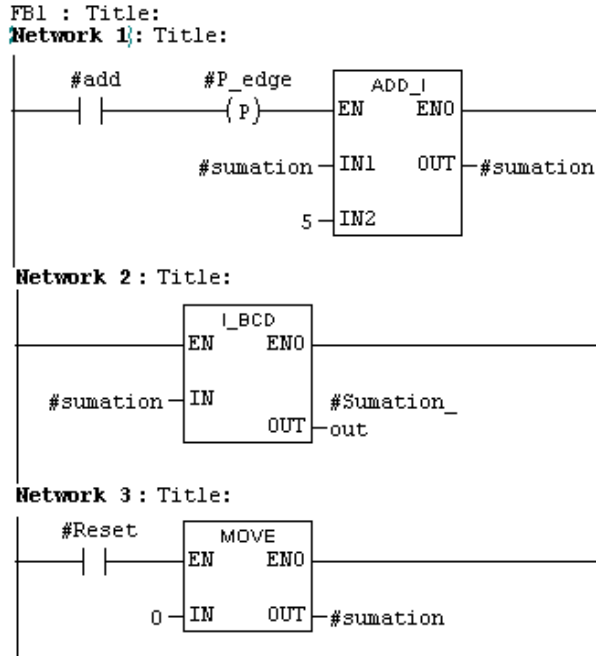 FB1 : Title:
Network 1: Title:
#add
#P_edge
ADD_I
P
EN ENO
#sumation IN1 OUT #sumation
5 IN2
Network 2 : Title:
I_BCD
EN ENO
#sumation IN
#Sumation_
OUT out
Network 3 : Title:
#Reset
MOVE
EN ENO
0 IN OUT #sumation